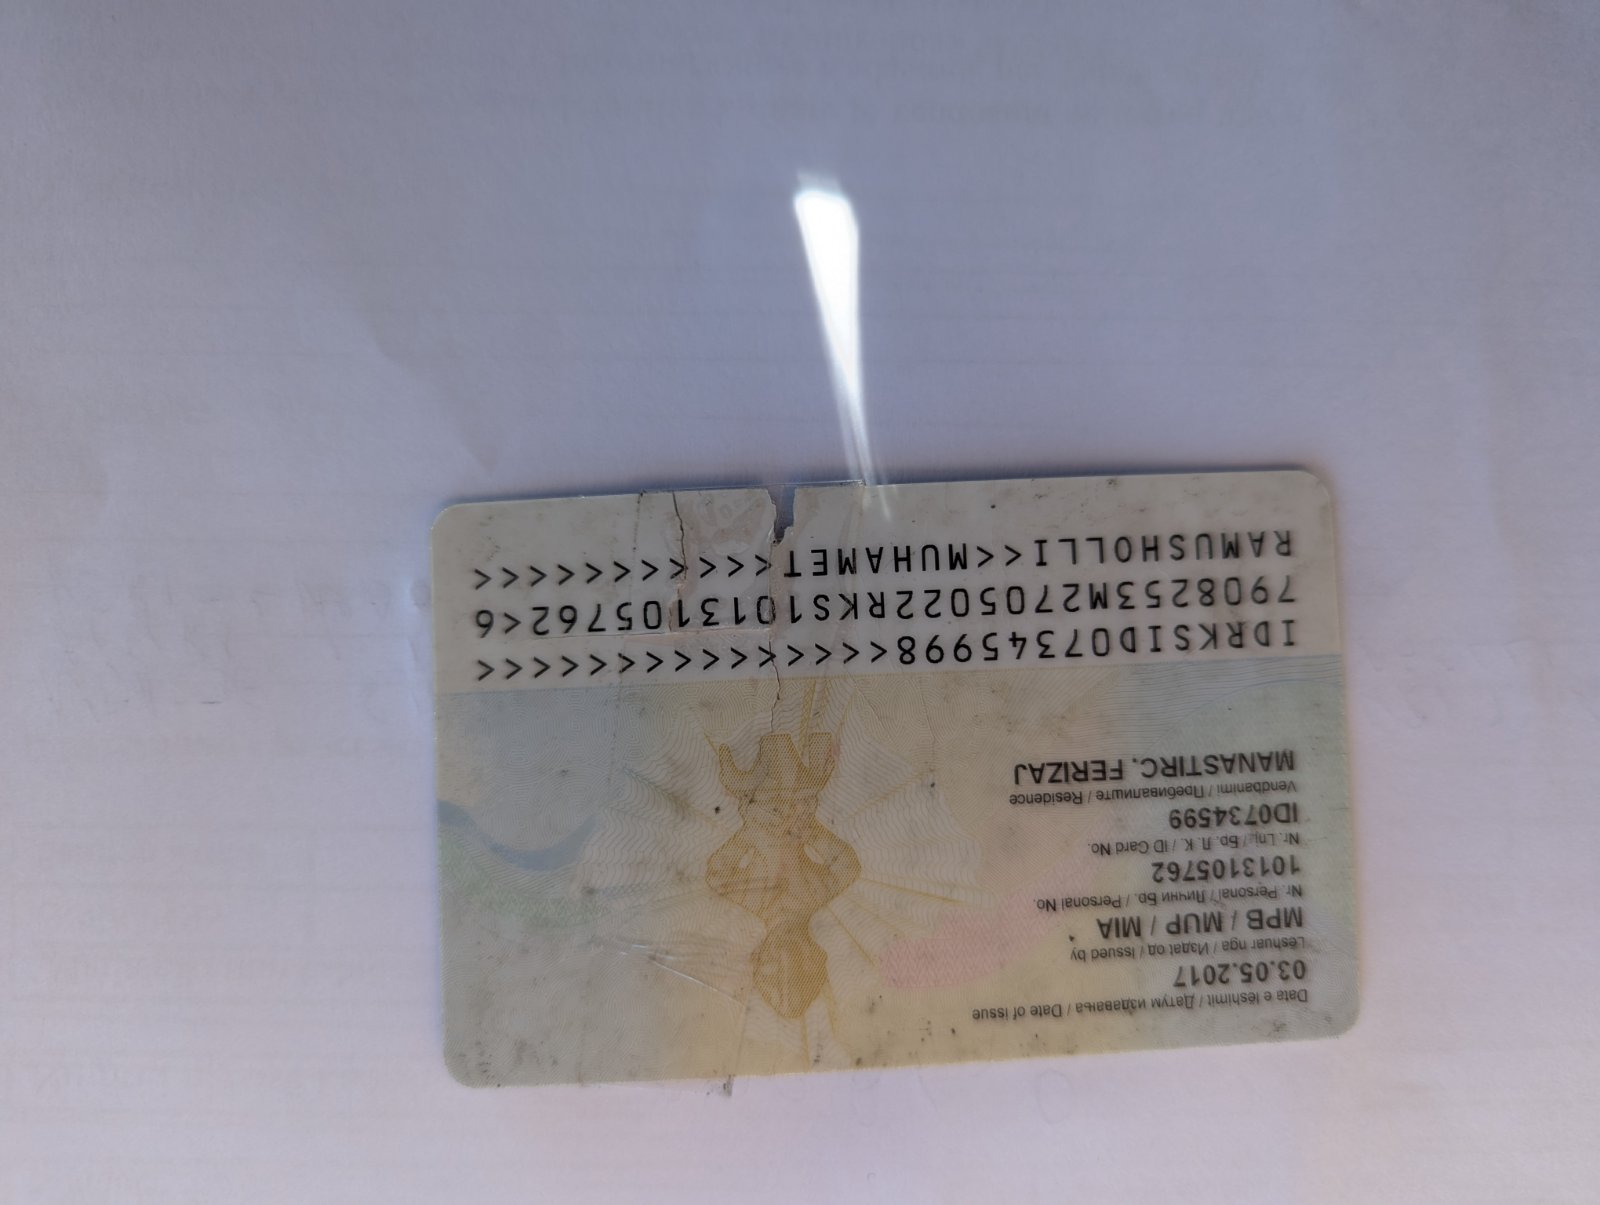 Data e lëshimit / Датум издавања / Date of issue
03.05.2017
Lëshuar nga / Издат од / Issued by
MPB / MUP / MIA
Nr. Personal / Лични Бр. / Personal No.
1013105762
Nr. Lnj. / Бр. Л. К. / ID Card No.
ID0734599
Vendbanimi / Пребивалиште / Residence
MANASTIRC. FERIZAJ
IDRKSID07345998<<<<<<<<<<<<<<<
7908253M2705022RKS1013105762<6
RAMUSHOLLI<<MUHAMET<<<<<<<<<<<